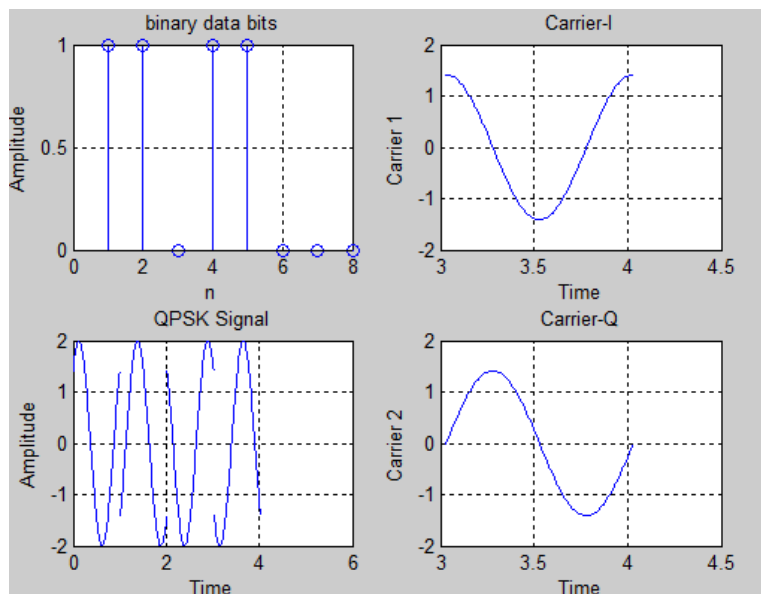 binary data bits
1
0.5
0
Amplitude
0 2 4 6 8
n
Carrier-I
2
1
0
-1
-2
Carrier 1
3 3.5 4 4.5
Time
QPSK Signal
2
1
0
-1
-2
Amplitude
0 2 4 6
Time
Carrier-Q
2
1
0
-1
-2
Carrier 2
3 3.5 4 4.5
Time